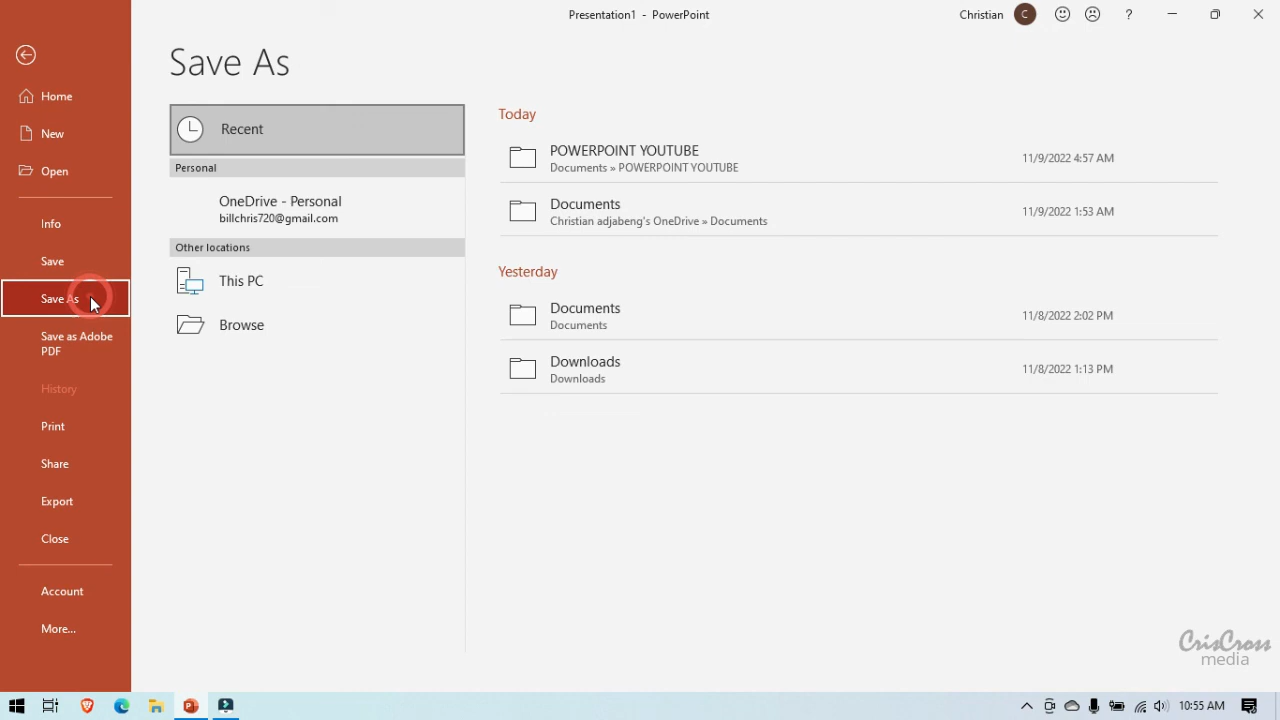 Presentation1 - PowerPoint
Christian
C
?
Home
New
Open
Info
Save
Save As
Save as Adobe
PDF
History
Print
Share
Export
Close
Account
More...
Save As
Recent
Personal
OneDrive - Personal
billchris720@gmail.com
Other locations
This PC
Browse
Today
POWERPOINT YOUTUBE
Documents » POWERPOINT YOUTUBE
11/9/2022 4:57 AM
Documents
Christian adjabeng's OneDrive » Documents
11/9/2022 1:53 AM
Yesterday
Documents
Documents
11/8/2022 2:02 PM
Downloads
Downloads
11/8/2022 1:13 PM
CrisCross
media
10:55 AM